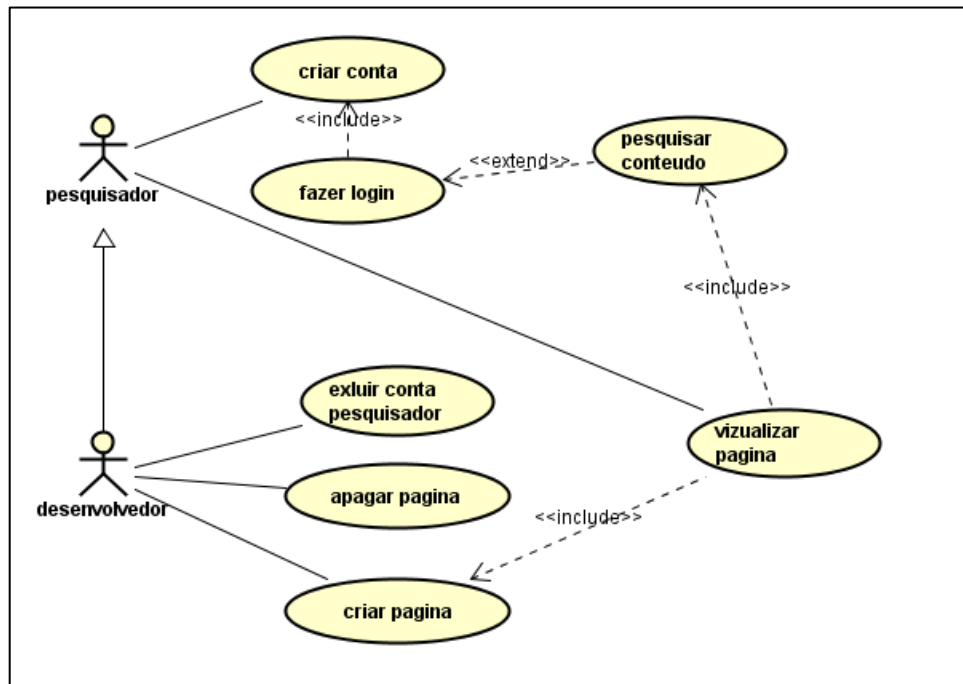 criar conta
<<include>>
pesquisar
conteudo
<<extend>>
fazer login
pesquisador
<<include>>
exluir conta
pesquisador
vizualizar
pagina
apagar pagina
desenvolvedor
<<include>>
criar pagina